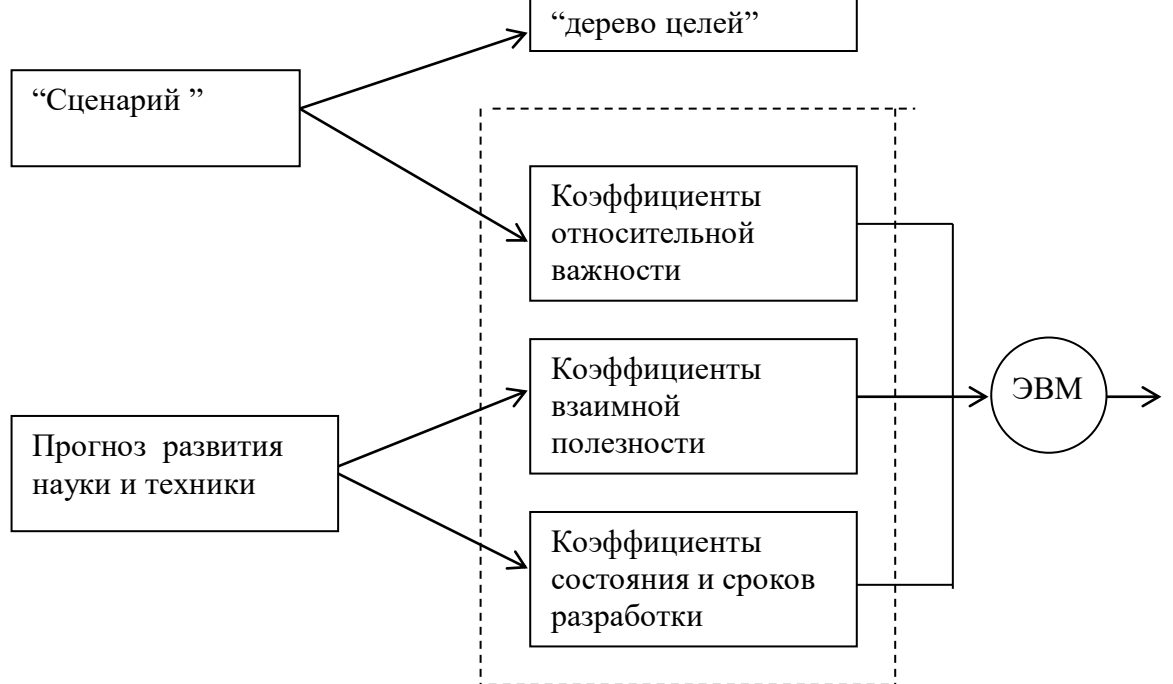 “дерево целей”
“Сценарий ”
Коэффициенты
относительной
важности
Коэффициенты
взаимной
полезности
ЭВМ
Прогноз развития
науки и техники
Коэффициенты
состояния и сроков
разработки